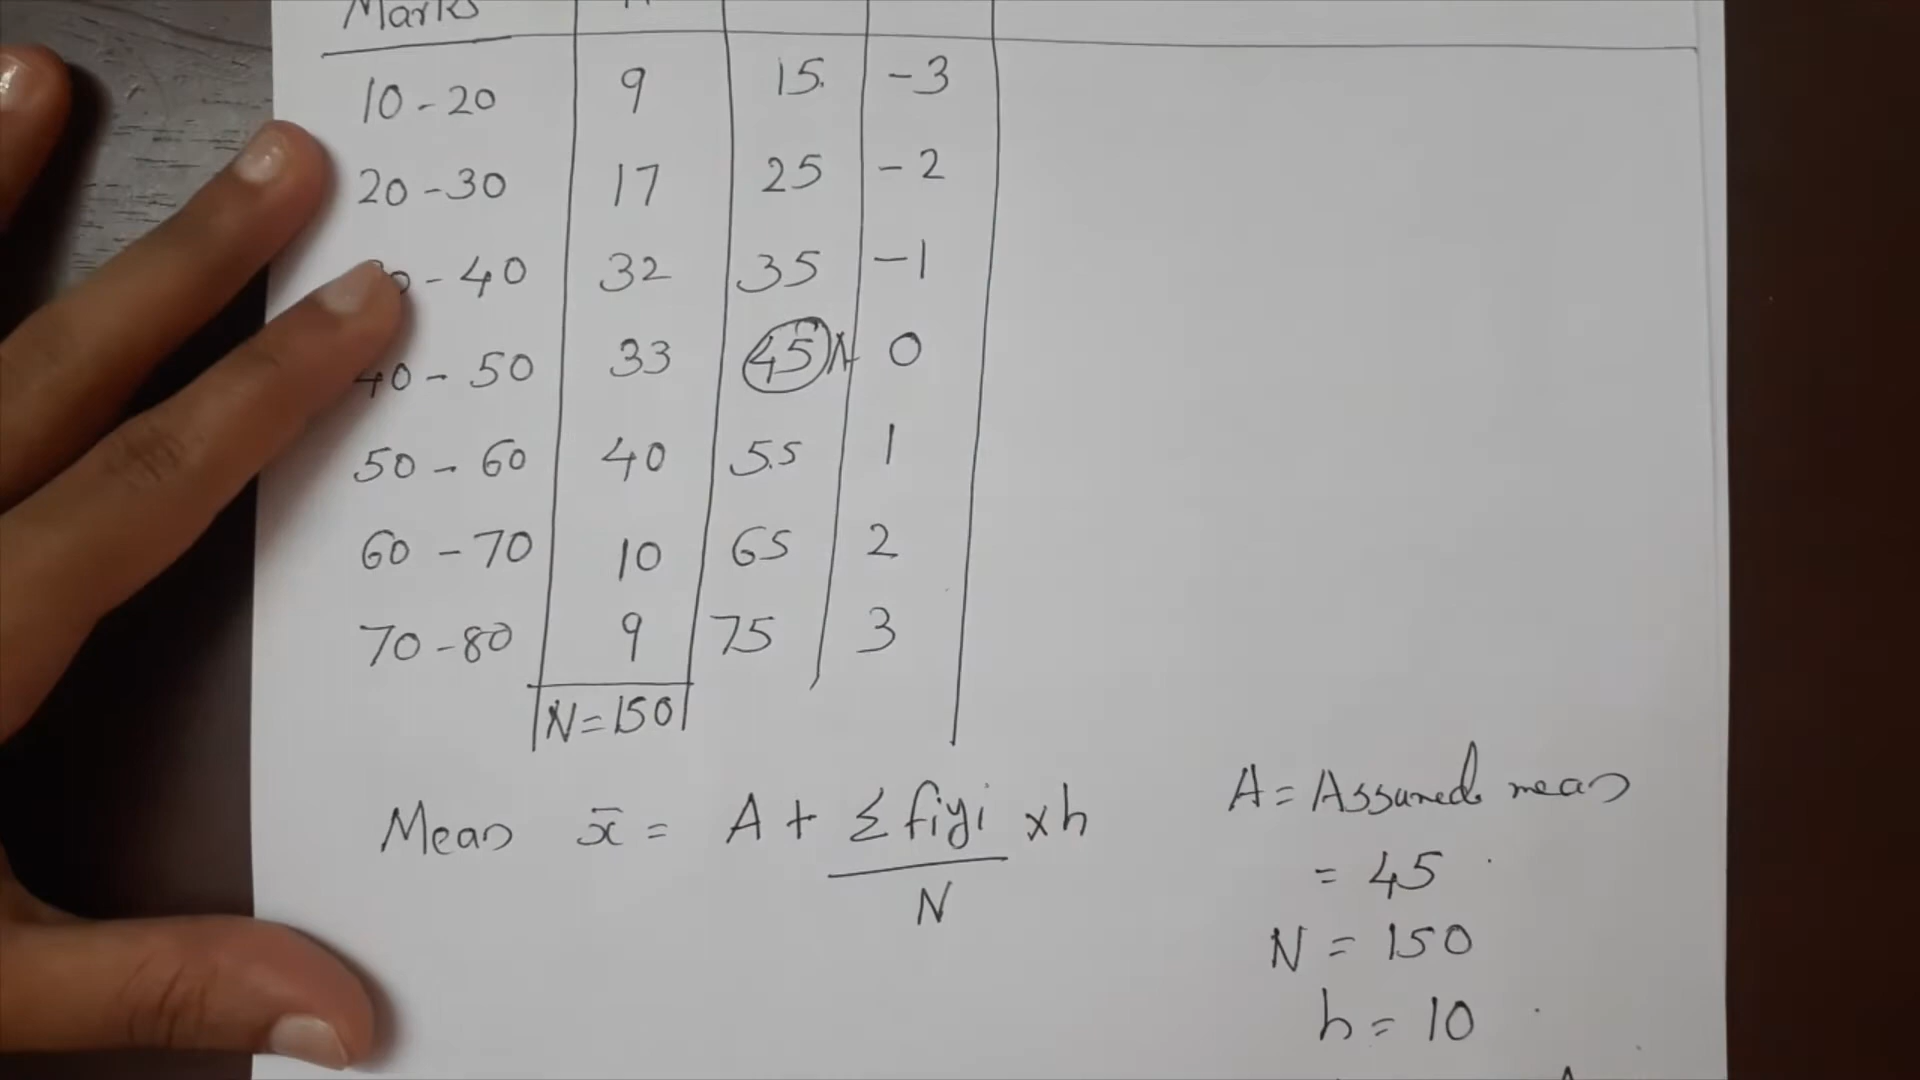 Marks
10-20 9 15 -3
20-30 17 25 -2
-40 32 35 -1
40-50 33 45 0
50-60 40 55 1
60-70 10 65 2
70-80 9 75 3
N=150
Mean x̄ = A + Σfiyi × h
N
A = Assumed mean
= 45
N = 150
h = 10